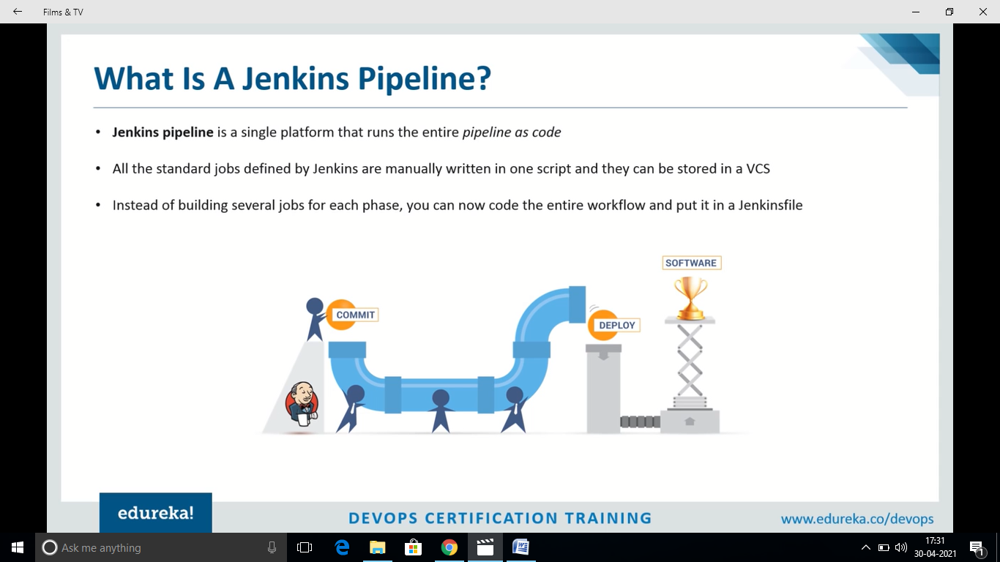 Films & TV
What Is A Jenkins Pipeline?
• Jenkins pipeline is a single platform that runs the entire pipeline as code
• All the standard jobs defined by Jenkins are manually written in one script and they can be stored in a VCS
• Instead of building several jobs for each phase, you can now code the entire workflow and put it in a Jenkinsfile
SOFTWARE
COMMIT
DEPLOY
edureka!
DEVOPS CERTIFICATION TRAINING
www.edureka.co/devops
Ask me anything
17:31
30-04-2021
1